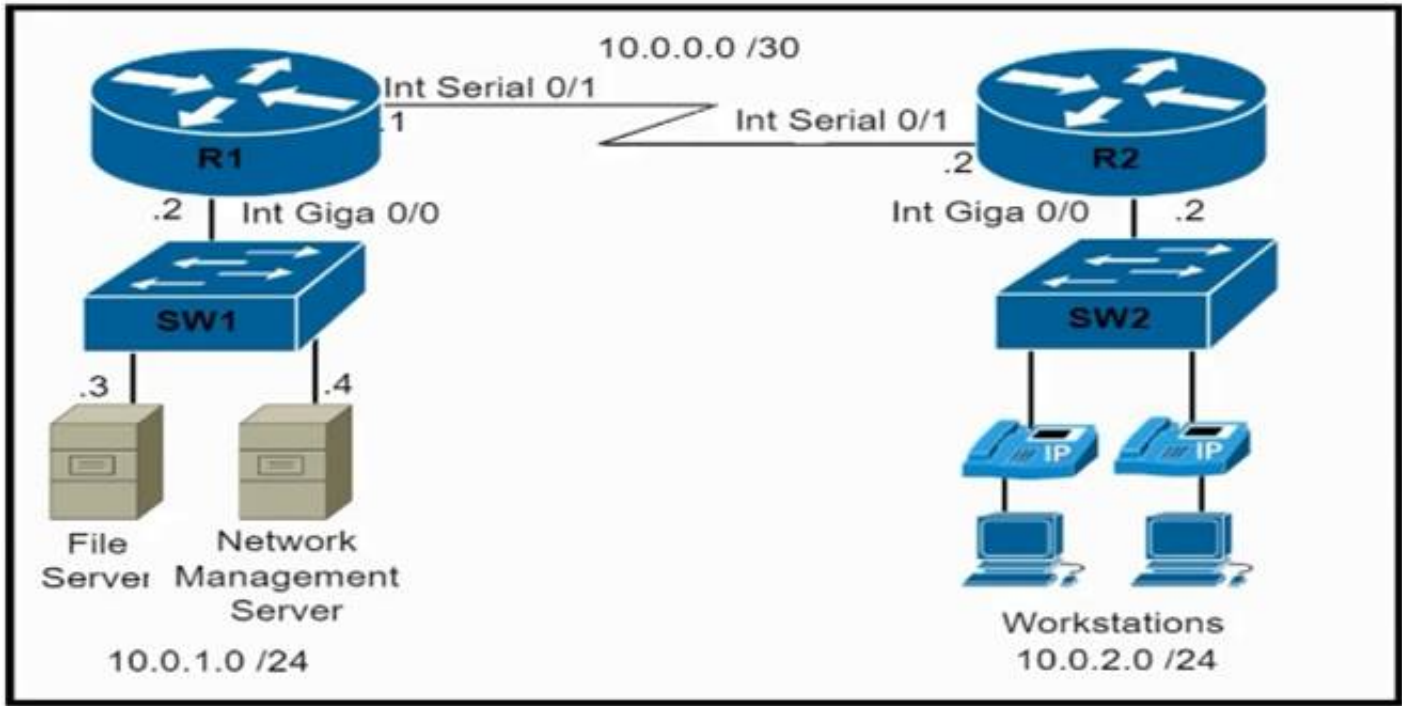 10.0.0.0 /30
Int Serial 0/1
.1
Int Serial 0/1
.2
R1
R2
.2
Int Giga 0/0
Int Giga 0/0
.2
SW1
SW2
.3
.4
IP
IP
File
Server
Network
Management
Server
10.0.1.0 /24
Workstations
10.0.2.0 /24